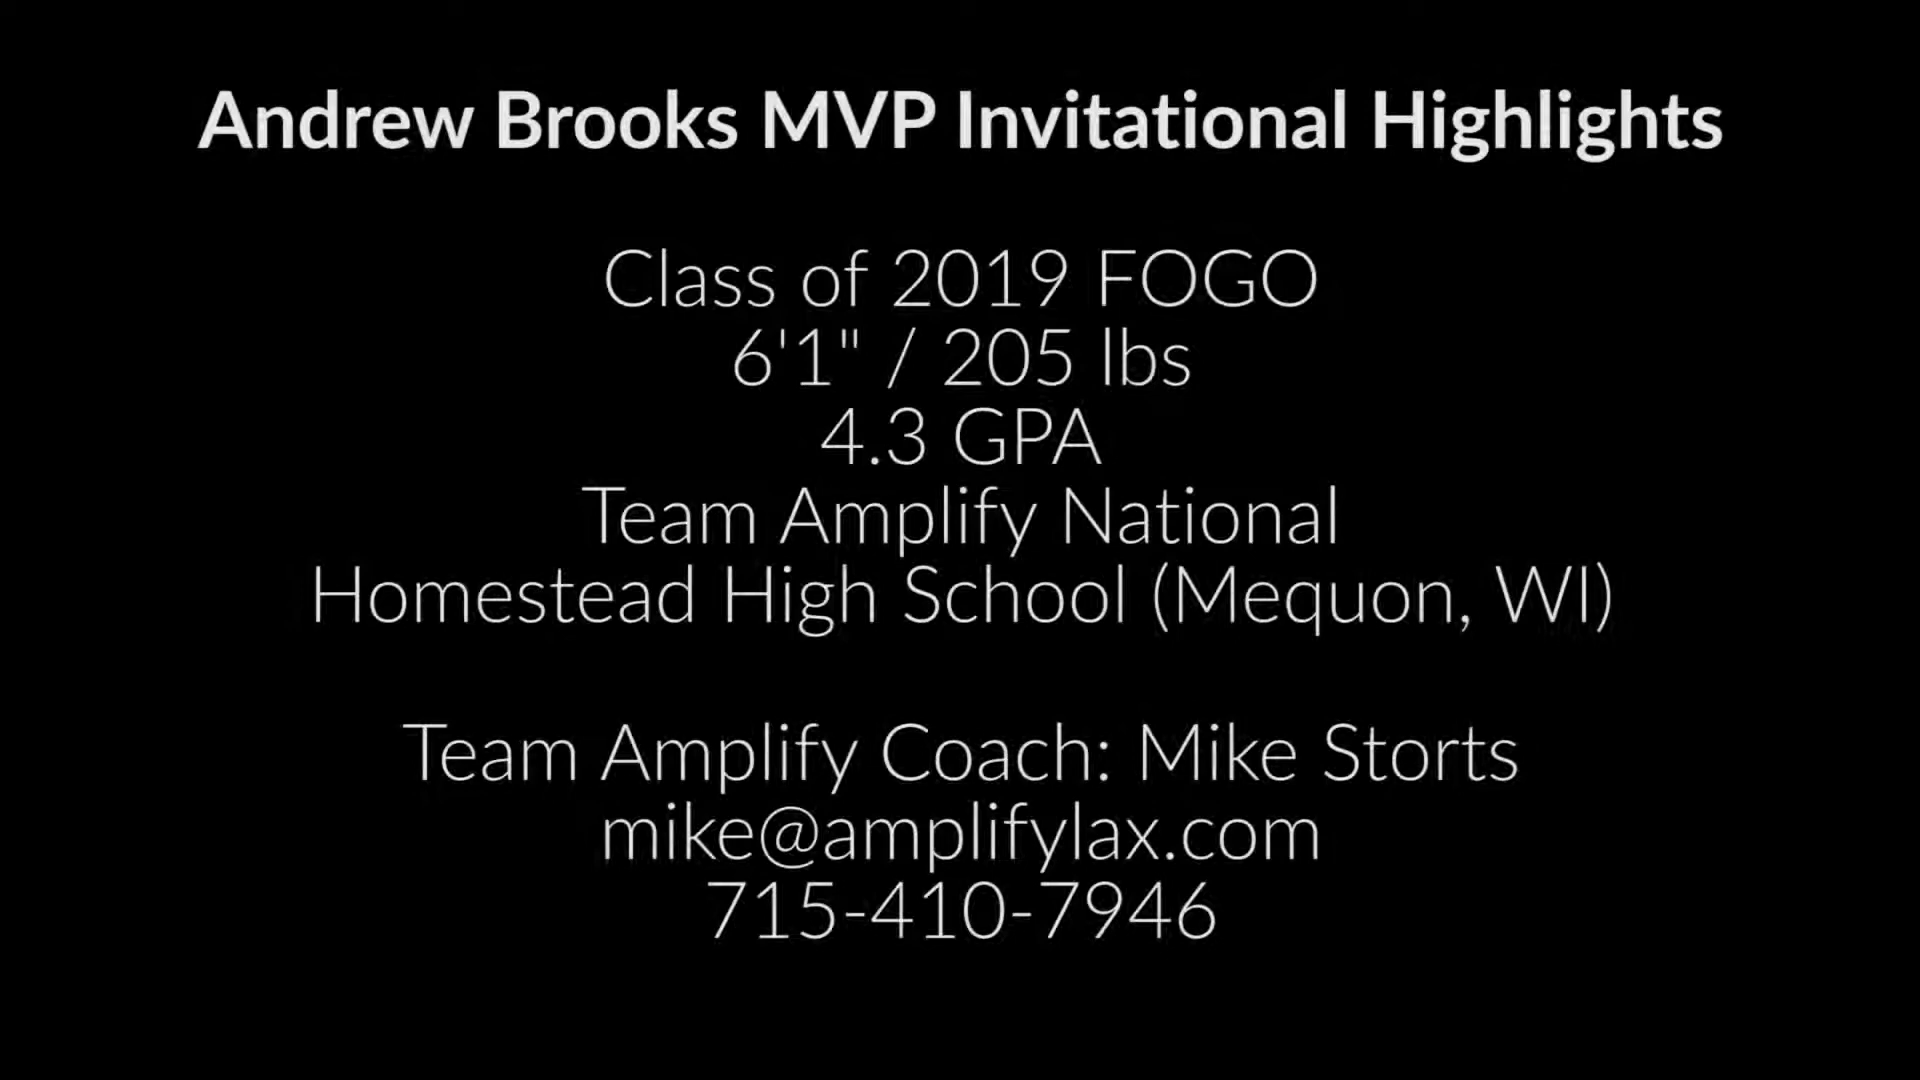 Andrew Brooks MVP Invitational Highlights
Class of 2019 FOGO
6'1" / 205 lbs
4.3 GPA
Team Amplify National
Homestead High School (Mequon, WI)
Team Amplify Coach: Mike Storts
mike@amplifylax.com
715-410-7946